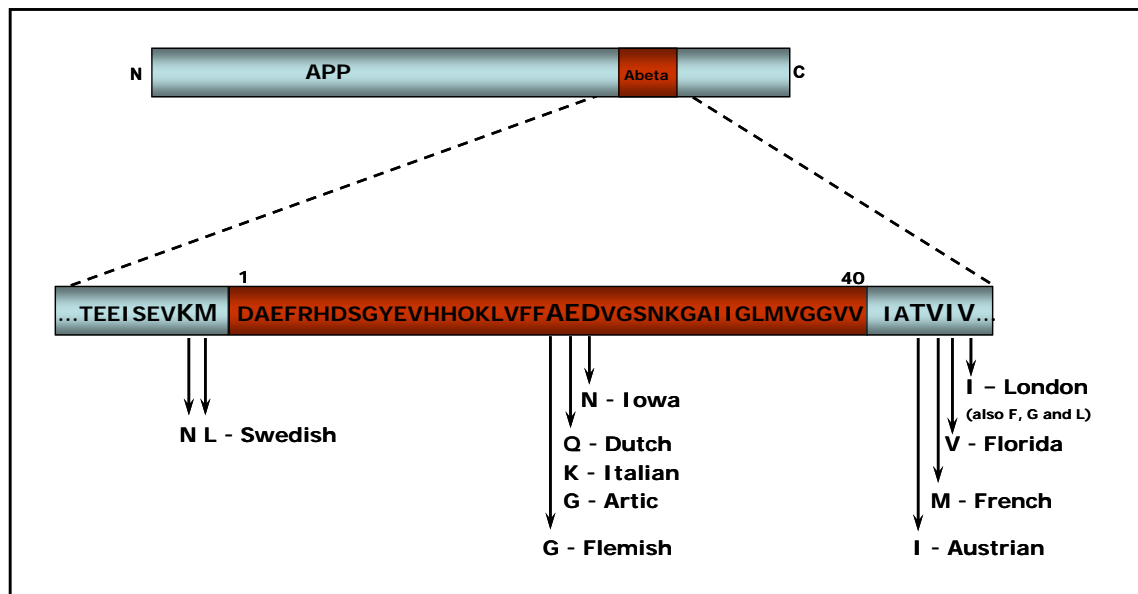 N APP Abeta C
1 40
...TEEISEVKM DAEFRHDSGYEVHHOKLVFFAEDVGSNKGAIIGLMVGGVV IATVIV...
I – London
(also F, G and L)
N - Iowa
N L - Swedish
Q - Dutch
V - Florida
K - Italian
G - Artic
M - French
G - Flemish
I - Austrian